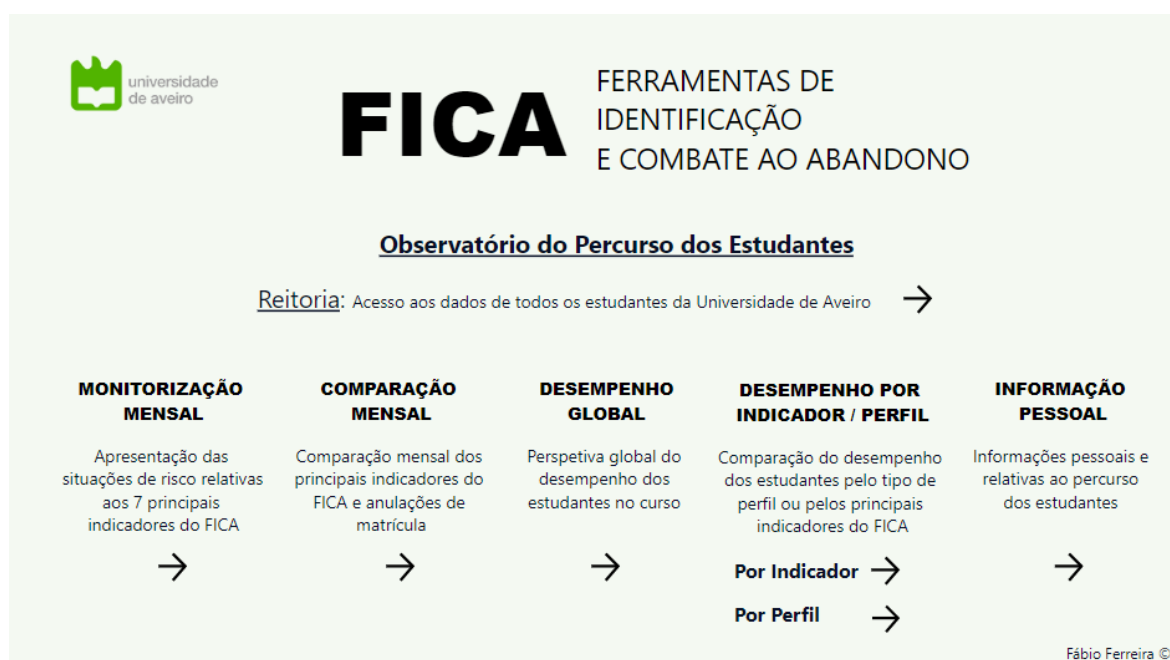 universidade
de aveiro
FICA
FERRAMENTAS DE
IDENTIFICAÇÃO
E COMBATE AO ABANDONO
Observatório do Percurso dos Estudantes
Reitoria: Acesso aos dados de todos os estudantes da Universidade de Aveiro
MONITORIZAÇÃO
MENSAL
Apresentação das
situações de risco relativas
aos 7 principais
indicadores do FICA
COMPARAÇÃO
MENSAL
Comparação mensal dos
principais indicadores do
FICA e anulações de
matrícula
DESEMPENHO
GLOBAL
Perspetiva global do
desempenho dos
estudantes no curso
DESEMPENHO POR
INDICADOR / PERFIL
Comparação do desempenho
dos estudantes pelo tipo de
perfil ou pelos principais
indicadores do FICA
Por Indicador
Por Perfil
INFORMAÇÃO
PESSOAL
Informações pessoais e
relativas ao percurso
dos estudantes
Fábio Ferreira ©